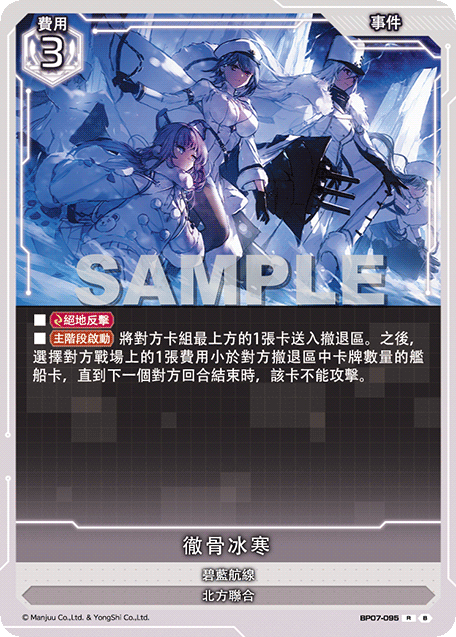 費用
3
事件
SAMPLE
■ 絕地反擊
■ 主階段啟動 將對方卡組最上方的1張卡送入撤退區。之後，
選擇對方戰場上的1張費用小於對方撤退區中卡牌數量的艦
船卡，直到下一個對方回合結束時，該卡不能攻擊。
徹骨冰寒
碧藍航線
北方聯合
© Manjuu Co.,Ltd. & YongShi Co.,Ltd.
BP07-095 R B